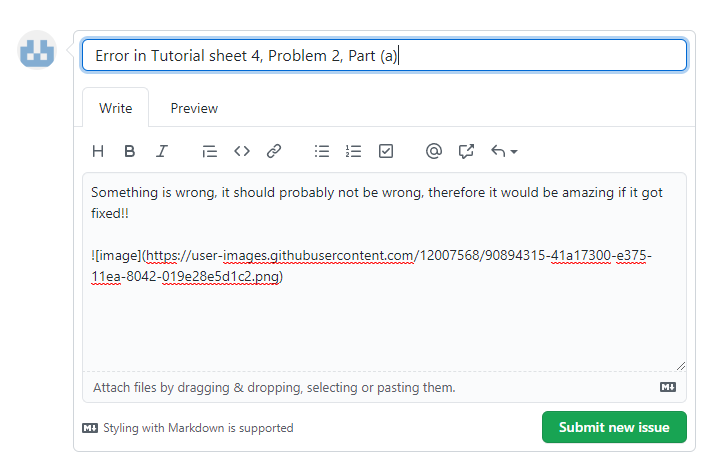 Error in Tutorial sheet 4, Problem 2, Part (a)
Write Preview
Something is wrong, it should probably not be wrong, therefore it would be amazing if it got
fixed!!
![image](https://user-images.githubusercontent.com/12007568/90894315-41a17300-e375-
11ea-8042-019e28e5d1c2.png)
Attach files by dragging & dropping, selecting or pasting them.
Styling with Markdown is supported
Submit new issue